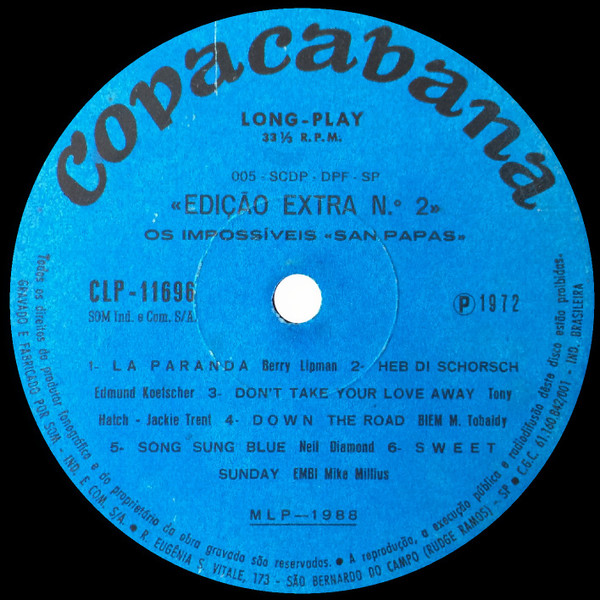 Copacabana
LONG-PLAY
33 1/3 R.P.M.
005 - SCDP - DPF - SP
«EDIÇÃO EXTRA N.º 2»
OS IMPOSSÍVEIS «SAN PAPAS»
CLP-11696
SOM Ind. e Com. S/A.
Ⓟ 1972
1- LA PARANDA Berry Lipman 2- HEB DI SCHORSCH
Edmund Koetscher 3- DON'T TAKE YOUR LOVE AWAY Tony
Hatch - Jackie Trent 4- DOWN THE ROAD BIEM M. Tobaidy
5- SONG SUNG BLUE Neil Diamond 6- SWEET
SUNDAY EMBI Mike Millius
MLP-1988
Todos os direitos do produtor fonográfico e do proprietário da obra gravada são reservados. ● A reprodução, a execução pública e radiodifusão deste disco estão proibidas.
GRAVADO E FABRICADO POR SOM - IND. E COM. S/A. ● R. EUGÊNIA S. VITALE, 173 - SÃO BERNARDO DO CAMPO (RUDGE RAMOS) - SP ● C.G.C. 61.160.842/001 - IND. BRASILEIRA